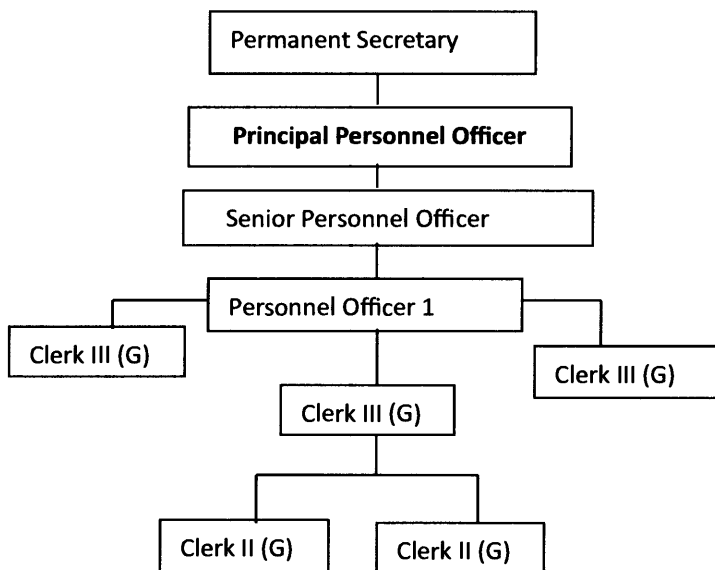 Permanent Secretary
Principal Personnel Officer
Senior Personnel Officer
Personnel Officer 1
Clerk III (G)
Clerk III (G)
Clerk III (G)
Clerk II (G)
Clerk II (G)